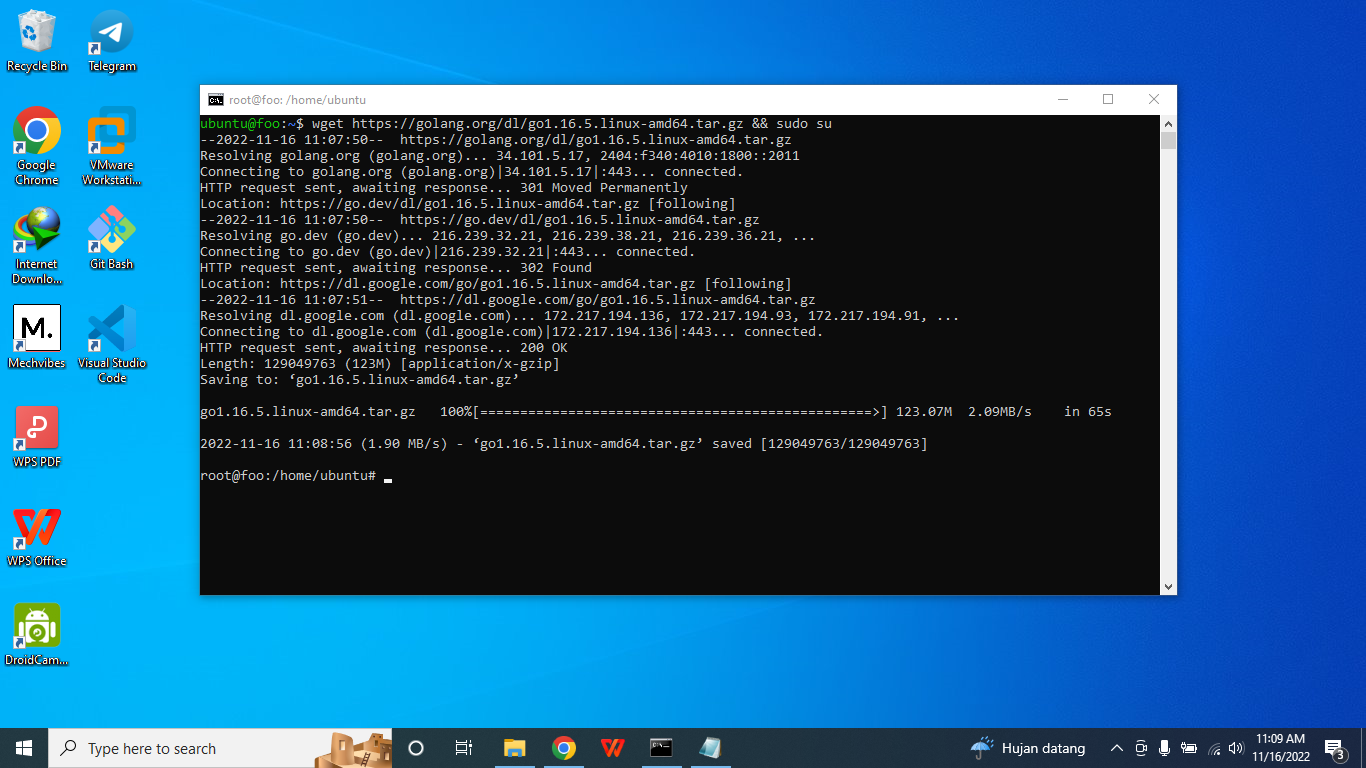 Recycle Bin
Telegram
Google
Chrome
VMware
Workstati...
Internet
Downlo...
Git Bash
M.
Mechvibes
Visual Studio
Code
WPS PDF
WPS Office
DroidCam...
root@foo: /home/ubuntu
ubuntu@foo:~$ wget https://golang.org/dl/go1.16.5.linux-amd64.tar.gz && sudo su
--2022-11-16 11:07:50--  https://golang.org/dl/go1.16.5.linux-amd64.tar.gz
Resolving golang.org (golang.org)... 34.101.5.17, 2404:f340:4010:1800::2011
Connecting to golang.org (golang.org)|34.101.5.17|:443... connected.
HTTP request sent, awaiting response... 301 Moved Permanently
Location: https://go.dev/dl/go1.16.5.linux-amd64.tar.gz [following]
--2022-11-16 11:07:50--  https://go.dev/dl/go1.16.5.linux-amd64.tar.gz
Resolving go.dev (go.dev)... 216.239.32.21, 216.239.38.21, 216.239.36.21, ...
Connecting to go.dev (go.dev)|216.239.32.21|:443... connected.
HTTP request sent, awaiting response... 302 Found
Location: https://dl.google.com/go/go1.16.5.linux-amd64.tar.gz [following]
--2022-11-16 11:07:51--  https://dl.google.com/go/go1.16.5.linux-amd64.tar.gz
Resolving dl.google.com (dl.google.com)... 172.217.194.136, 172.217.194.93, 172.217.194.91, ...
Connecting to dl.google.com (dl.google.com)|172.217.194.136|:443... connected.
HTTP request sent, awaiting response... 200 OK
Length: 129049763 (123M) [application/x-gzip]
Saving to: ‘go1.16.5.linux-amd64.tar.gz’
go1.16.5.linux-amd64.tar.gz   100%[=================================================>] 123.07M  2.09MB/s    in 65s
2022-11-16 11:08:56 (1.90 MB/s) - ‘go1.16.5.linux-amd64.tar.gz’ saved [129049763/129049763]
root@foo:/home/ubuntu#
Type here to search
Hujan datang
11:09 AM
11/16/2022
3